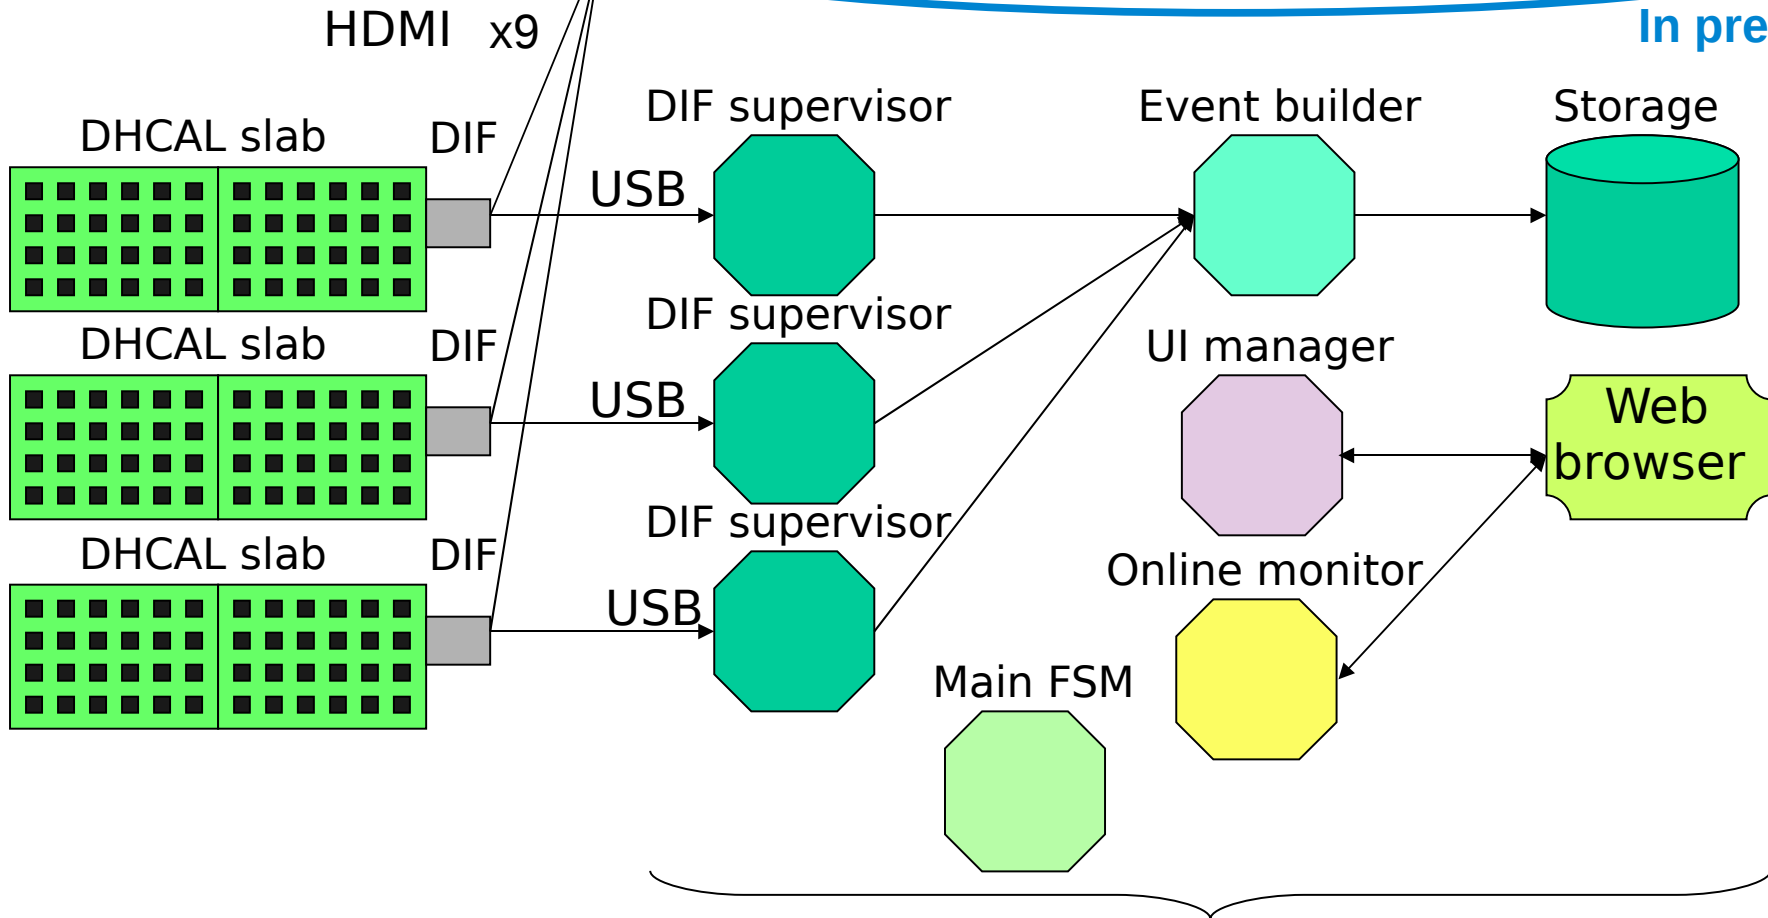 HDMI x9
In pre
DIF supervisor
Event builder
Storage
DHCAL slab
DIF
USB
DIF supervisor
DHCAL slab
DIF
UI manager
USB
Web
browser
DIF supervisor
DHCAL slab
DIF
Online monitor
USB
Main FSM